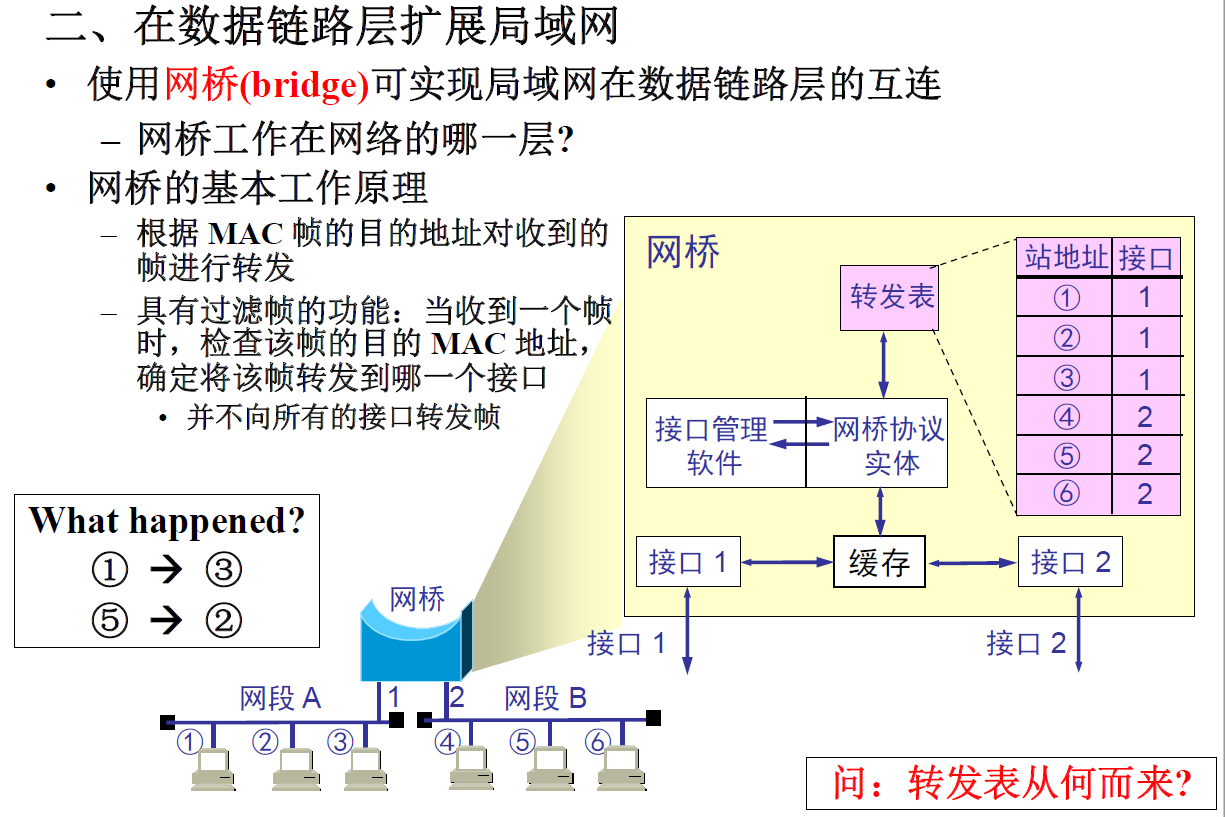 二、在数据链路层扩展局域网
• 使用网桥(bridge)可实现局域网在数据链路层的互连
– 网桥工作在网络的哪一层?
• 网桥的基本工作原理
– 根据 MAC 帧的目的地址对收到的
帧进行转发
– 具有过滤帧的功能：当收到一个帧
时，检查该帧的目的 MAC 地址，
确定将该帧转发到哪一个接口
• 并不向所有的接口转发帧
What happened?
① → ③
⑤ → ②
网桥
转发表
站地址 接口
① 1
② 1
③ 1
④ 2
⑤ 2
⑥ 2
接口管理
软件
网桥协议
实体
接口 1
缓存
接口 2
接口 1
接口 2
网桥
网段 A
1
2
网段 B
①
②
③
④
⑤
⑥
问：转发表从何而来?